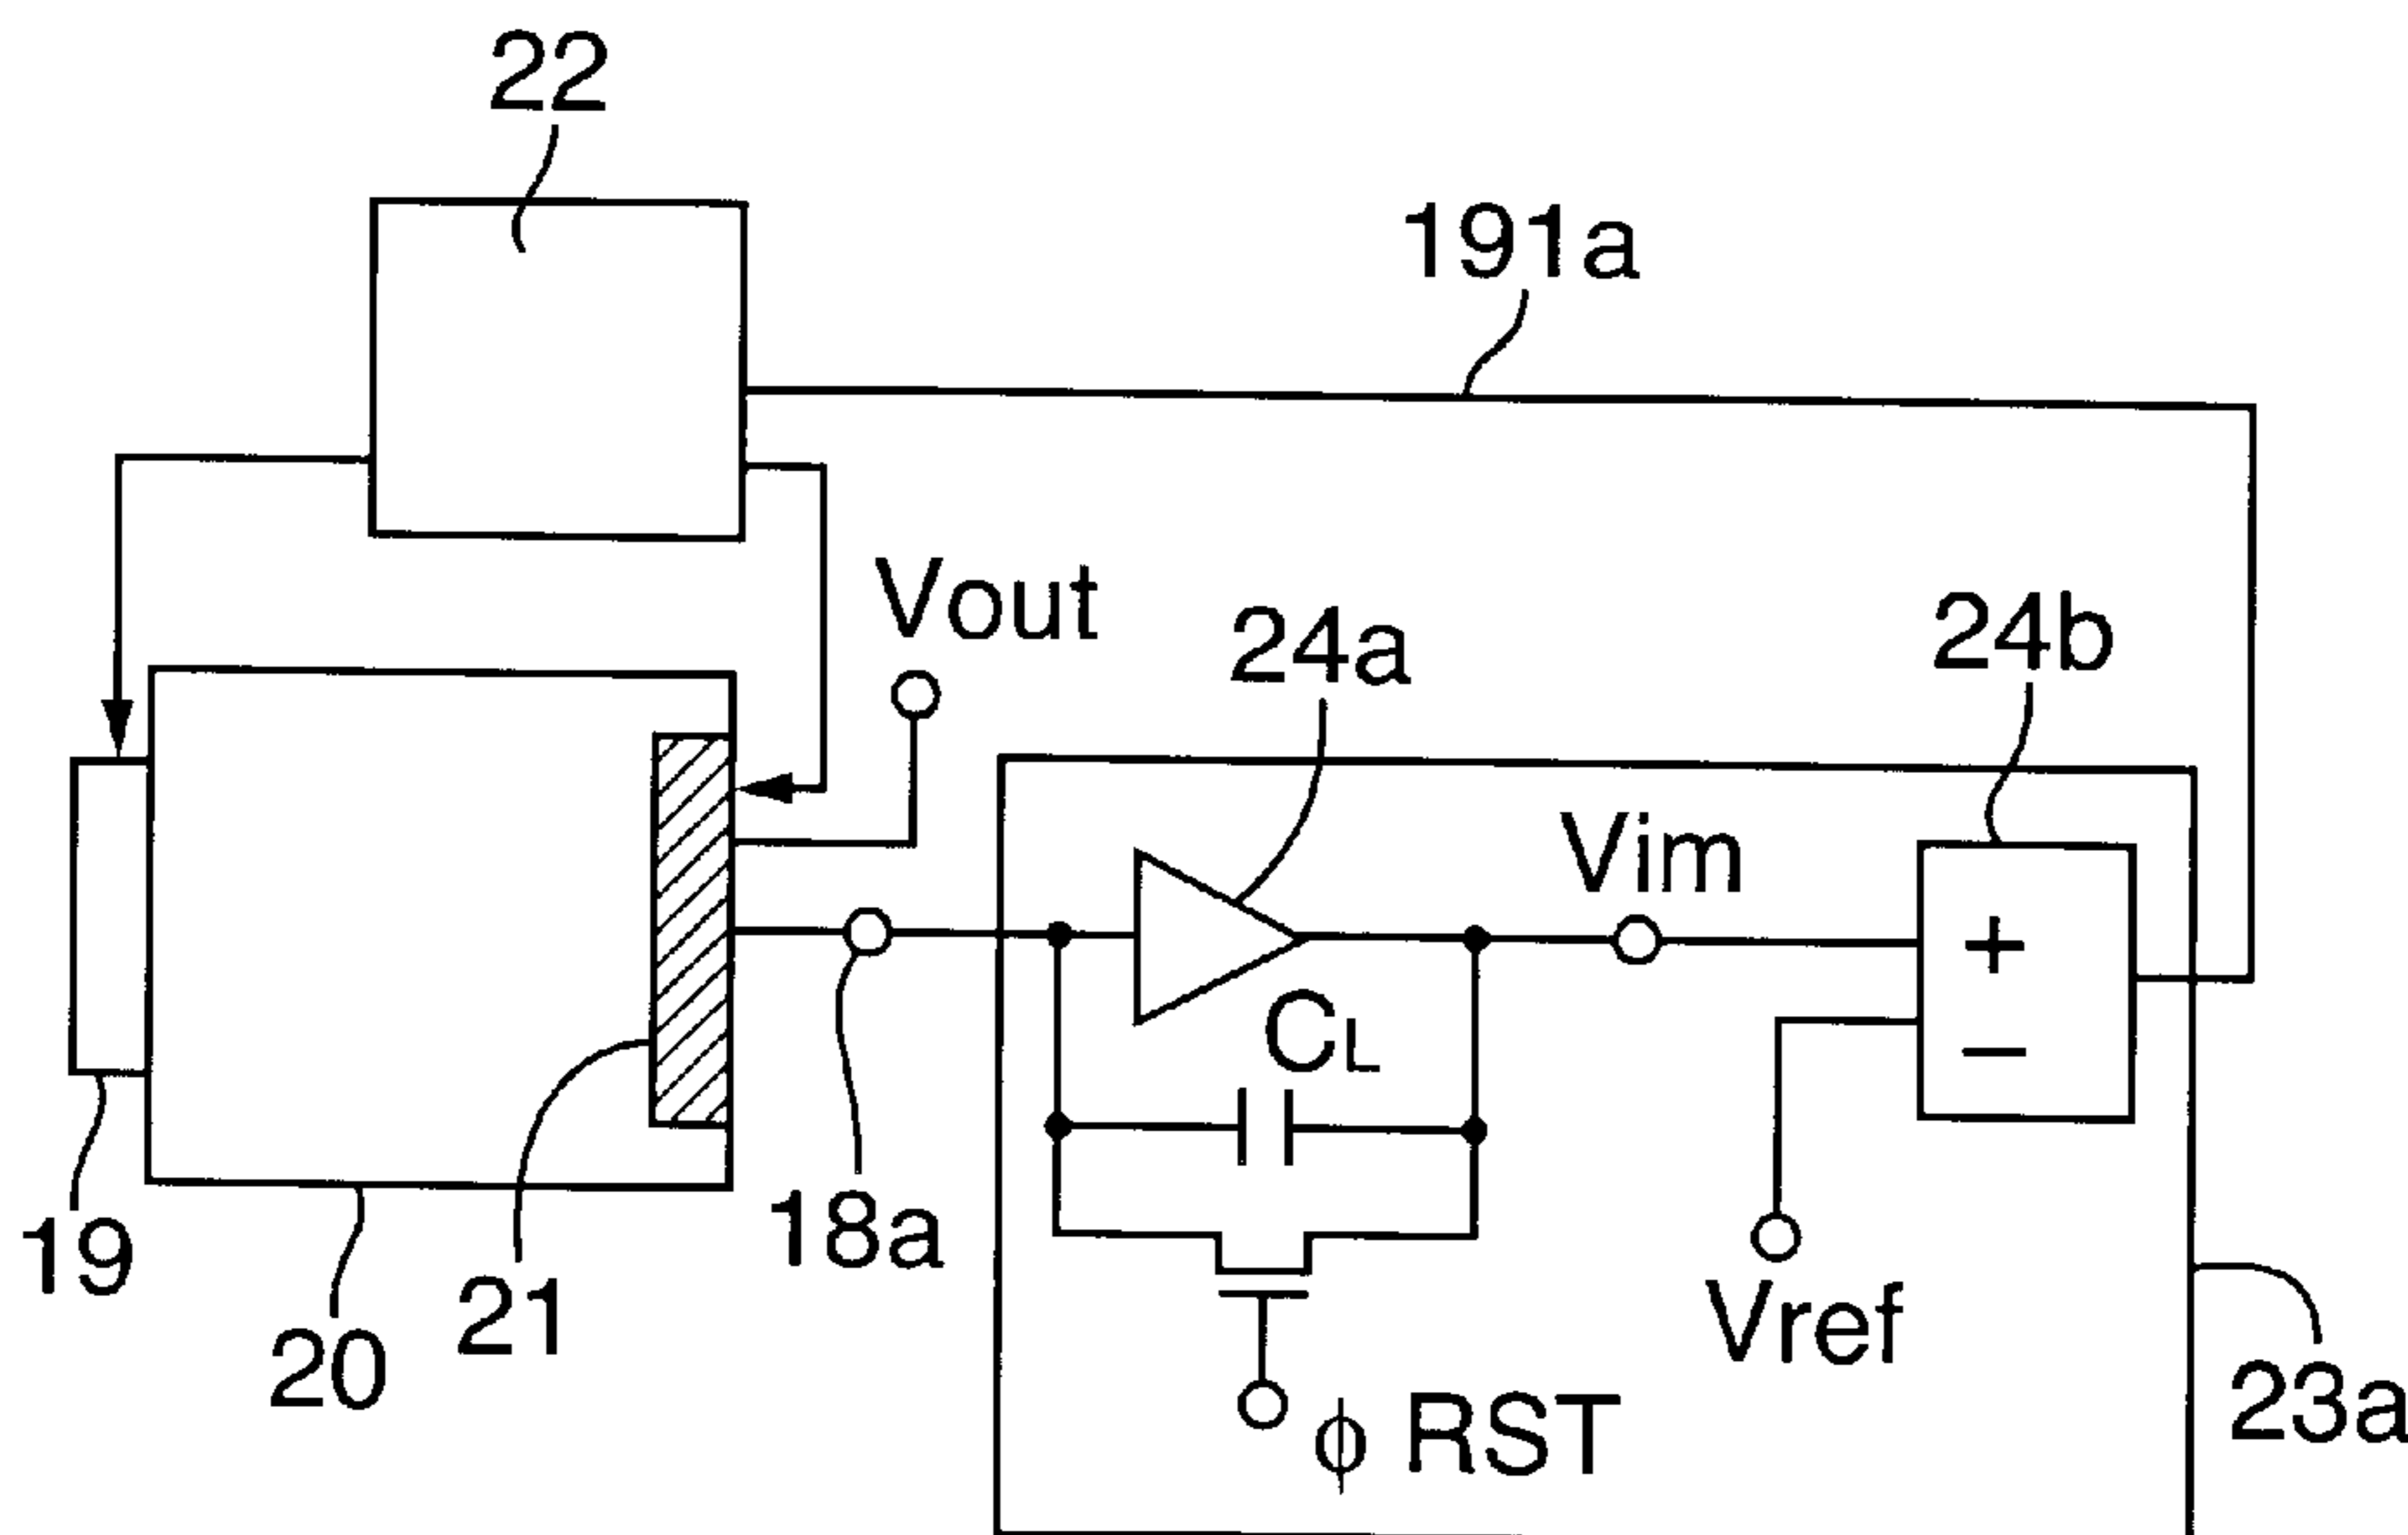 22
191a
Vout
24a
24b
Vim
+
CL
−
18a
19
21
20
Vref
23a
ϕ RST